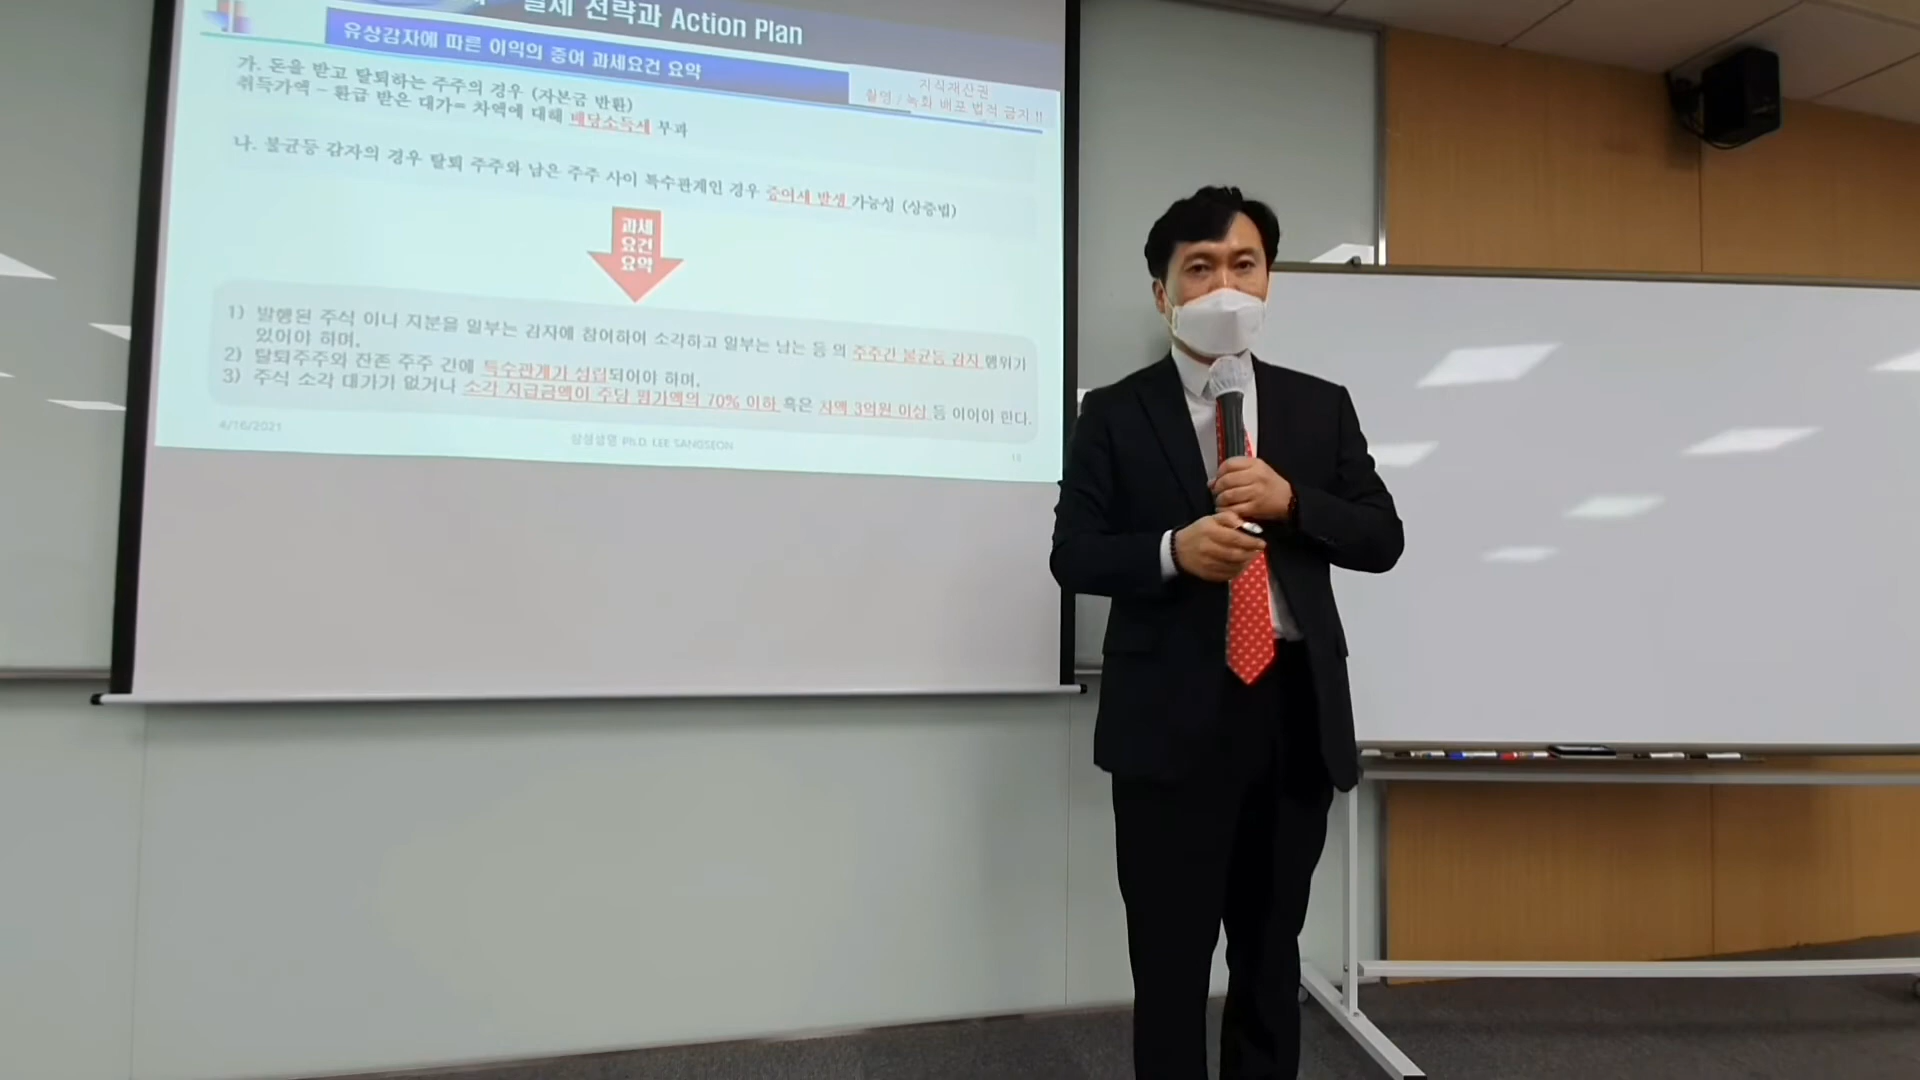 절세 전략과 Action Plan
유상감자에 따른 이익의 증여 과세요건 요약
지식재산권
촬영 / 녹화 배포 법적 금지 !!
가. 돈을 받고 탈퇴하는 주주의 경우 (자본금 반환)
취득가액 - 환급 받은 대가= 차액에 대해 배당소득세 부과
나. 불균등 감자의 경우 탈퇴 주주와 남은 주주 사이 특수관계인 경우 증여세 발생 가능성 (상증법)
과세
요건
요약
1) 발행된 주식 이나 지분을 일부는 감자에 참여하여 소각하고 일부는 남는 등 의 주주간 불균등 감자 행위가
있어야 하며,
2) 탈퇴주주와 잔존 주주 간에 특수관계가 성립되어야 하며,
3) 주식 소각 대가가 없거나 소각 지급금액이 주당 평가액의 70% 이하 혹은 차액 3억원 이상 등 이어야 한다.
4/16/2021
삼성생명 Ph.D. LEE SANGSEON